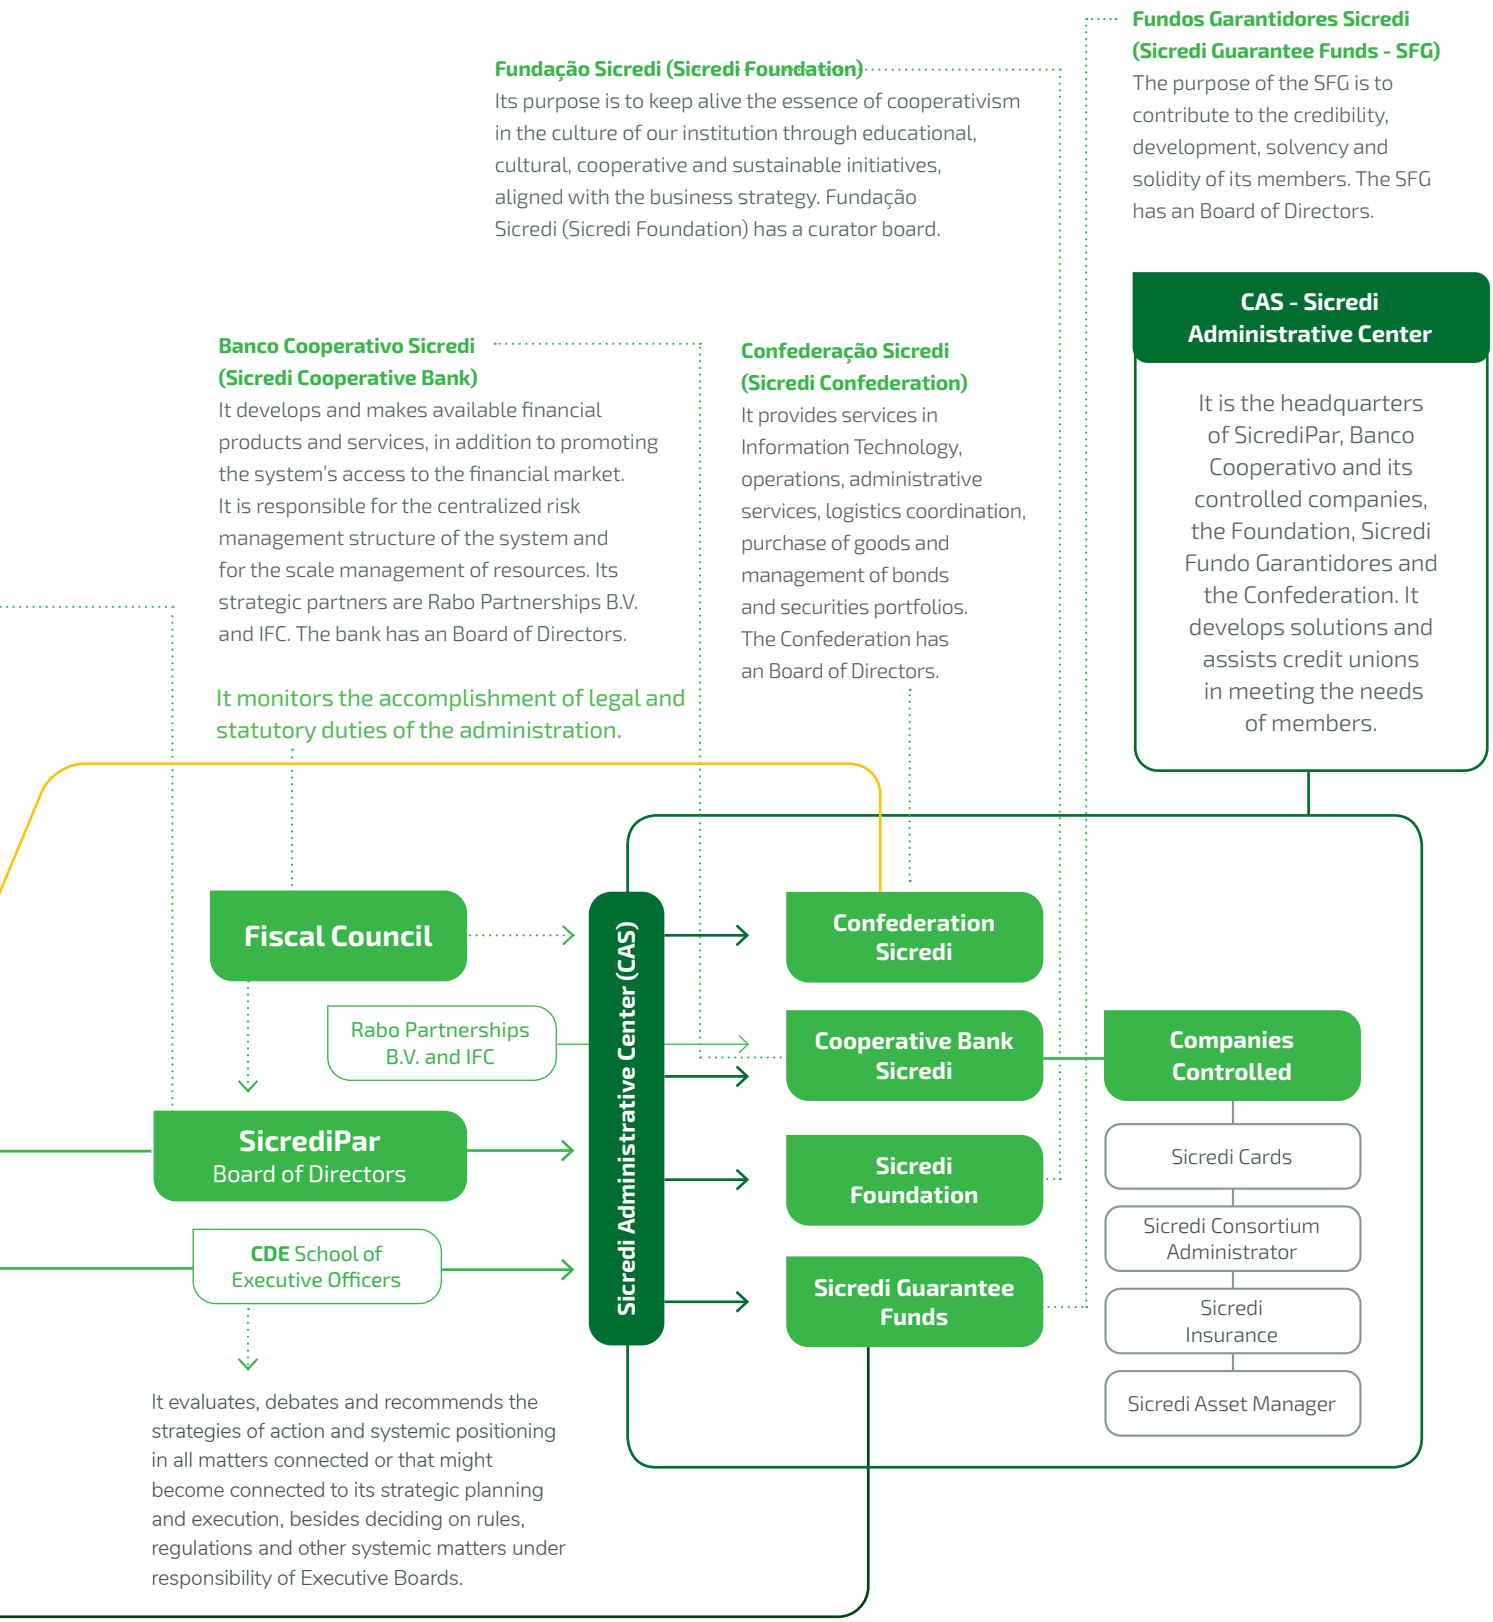 Fundos Garantidores Sicredi
(Sicredi Guarantee Funds - SFG)
The purpose of the SFG is to
contribute to the credibility,
development, solvency and
solidity of its members. The SFG
has an Board of Directors.
Fundação Sicredi (Sicredi Foundation)
Its purpose is to keep alive the essence of cooperativism
in the culture of our institution through educational,
cultural, cooperative and sustainable initiatives,
aligned with the business strategy. Fundação
Sicredi (Sicredi Foundation) has a curator board.
CAS - Sicredi
Administrative Center
It is the headquarters
of SicrediPar, Banco
Cooperativo and its
controlled companies,
the Foundation, Sicredi
Fundo Garantidores and
the Confederation. It
develops solutions and
assists credit unions
in meeting the needs
of members.
Banco Cooperativo Sicredi
(Sicredi Cooperative Bank)
It develops and makes available financial
products and services, in addition to promoting
the system's access to the financial market.
It is responsible for the centralized risk
management structure of the system and
for the scale management of resources. Its
strategic partners are Rabo Partnerships B.V.
and IFC. The bank has an Board of Directors.
Confederação Sicredi
(Sicredi Confederation)
It provides services in
Information Technology,
operations, administrative
services, logistics coordination,
purchase of goods and
management of bonds
and securities portfolios.
The Confederation has
an Board of Directors.
It monitors the accomplishment of legal and
statutory duties of the administration.
Fiscal Council
Rabo Partnerships
B.V. and IFC
SicrediPar
Board of Directors
CDE School of
Executive Officers
It evaluates, debates and recommends the
strategies of action and systemic positioning
in all matters connected or that might
become connected to its strategic planning
and execution, besides deciding on rules,
regulations and other systemic matters under
responsibility of Executive Boards.
Sicredi Administrative Center (CAS)
Confederation
Sicredi
Cooperative Bank
Sicredi
Sicredi
Foundation
Sicredi Guarantee
Funds
Companies
Controlled
Sicredi Cards
Sicredi Consortium
Administrator
Sicredi
Insurance
Sicredi Asset Manager